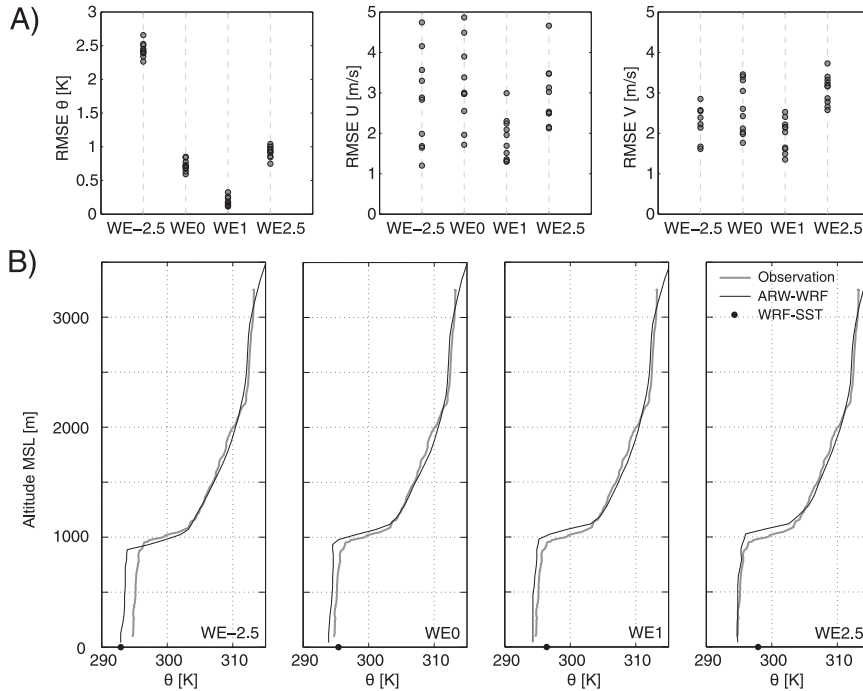 A)
RMSE θ [K]
3
2.5
2
1.5
1
0.5
0
WE−2.5 WE0 WE1 WE2.5
RMSE U [m/s]
5
4
3
2
1
0
WE−2.5 WE0 WE1 WE2.5
RMSE V [m/s]
5
4
3
2
1
0
WE−2.5 WE0 WE1 WE2.5
B)
Altitude MSL [m]
3000
2000
1000
0
WE−2.5
290 300 310
θ [K]
WE0
290 300 310
θ [K]
WE1
290 300 310
θ [K]
Observation
ARW-WRF
WRF-SST
WE2.5
290 300 310
θ [K]